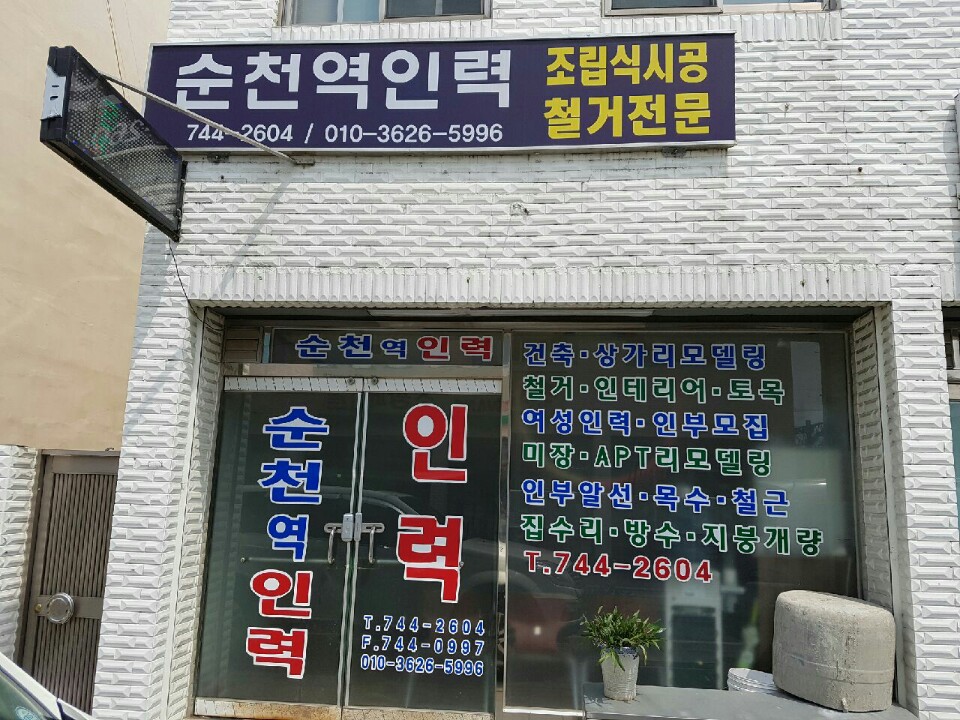 순천역인력
744-2604 / 010-3626-5996
조립식시공
철거전문
순천역인력
순천역인력
인력
T.744-2604
F.744-0997
010-3626-5996
건축·상가리모델링
철거·인테리어·토목
여성인력·인부모집
미장·APT리모델링
인부알선·목수·철근
집수리·방수·지붕개량
T.744-2604